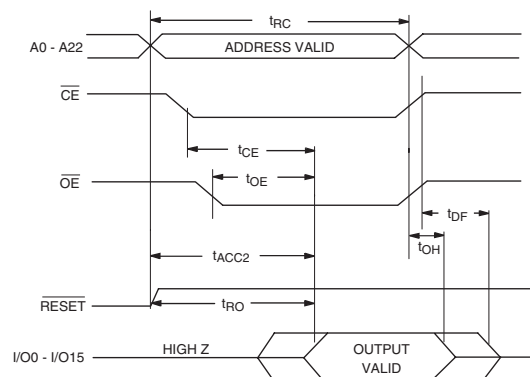 tRC
A0 - A22
ADDRESS VALID
CE
tCE
tOE
OE
tDF
tOH
tACC2
RESET
tRO
I/O0 - I/O15
HIGH Z
OUTPUT
VALID